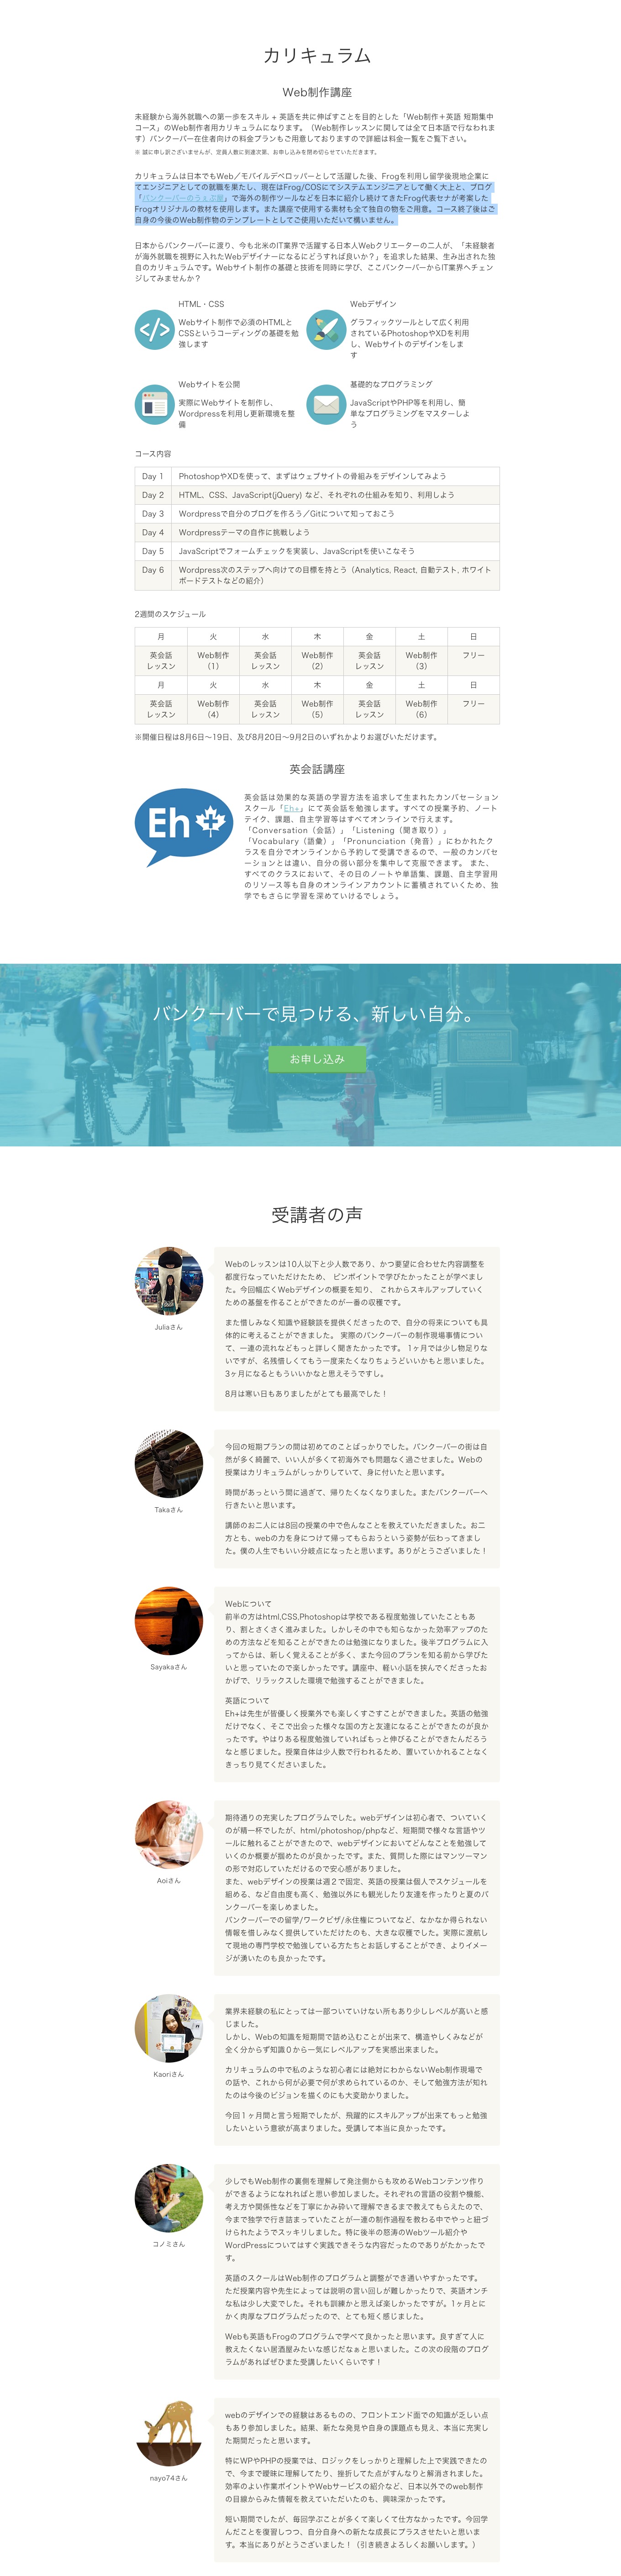 カリキュラム
Web制作講座
未経験から海外就職への第一歩をスキル + 英語を共に伸ばすことを目的とした「Web制作＋英語 短期集中
コース」のWeb制作者用カリキュラムになります。（Web制作レッスンに関しては全て日本語で行なわれま
す）バンクーバー在住者向けの料金プランもご用意しておりますので詳細は料金一覧をご覧下さい。
※ 誠に申し訳ございませんが、定員人数に到達次第、お申し込みを閉め切らせていただきます。
カリキュラムは日本でもWeb／モバイルデベロッパーとして活躍した後、Frogを利用し留学後現地企業に
てエンジニアとしての就職を果たし、現在はFrog/COSにてシステムエンジニアとして働く大上と、ブログ
「バンクーバーのうぇぶ屋」で海外の制作ツールなどを日本に紹介し続けてきたFrog代表セナが考案した
Frogオリジナルの教材を使用します。また講座で使用する素材も全て独自の物をご用意。コース終了後はご
自身の今後のWeb制作物のテンプレートとしてご使用いただいて構いません。
日本からバンクーバーに渡り、今も北米のIT業界で活躍する日本人Webクリエーターの二人が、「未経験者
が海外就職を視野に入れたWebデザイナーになるにどうすれば良いか？」を追求した結果、生み出された独
自のカリキュラムです。Webサイト制作の基礎と技術を同時に学び、ここバンクーバーからIT業界へチェン
ジしてみませんか？
HTML・CSS
Webサイト制作で必須のHTMLと
CSSというコーディングの基礎を勉
強します
Webデザイン
グラフィックツールとして広く利用
されているPhotoshopやXDを利用
し、Webサイトのデザインをしま
す
Webサイトを公開
実際にWebサイトを制作し、
Wordpressを利用し更新環境を整
備
基礎的なプログラミング
JavaScriptやPHP等を利用し、簡
単なプログラミングをマスターしよ
う
コース内容
Day 1 PhotoshopやXDを使って、まずはウェブサイトの骨組みをデザインしてみよう
Day 2 HTML、CSS、JavaScript(jQuery) など、それぞれの仕組みを知り、利用しよう
Day 3 Wordpressで自分のブログを作ろう／Gitについて知っておこう
Day 4 Wordpressテーマの自作に挑戦しよう
Day 5 JavaScriptでフォームチェックを実装し、JavaScriptを使いこなそう
Day 6 Wordpress次のステップへ向けての目標を持とう（Analytics, React, 自動テスト, ホワイト
ボードテストなどの紹介）
2週間のスケジュール
月 火 水 木 金 土 日
英会話 Web制作 英会話 Web制作 英会話 Web制作 フリー
レッスン （1） レッスン （2） レッスン （3）
月 火 水 木 金 土 日
英会話 Web制作 英会話 Web制作 英会話 Web制作 フリー
レッスン （4） レッスン （5） レッスン （6）
※開催日程は8月6日〜19日、及び8月20日〜9月2日のいずれかよりお選びいただけます。
英会話講座
Eh+
英会話は効果的な英語の学習方法を追求して生まれたカンバセーション
スクール「Eh+」にて英会話を勉強します。すべての授業予約、ノート
テイク、課題、自主学習等はすべてオンラインで行えます。
「Conversation（会話）」「Listening（聞き取り）」
「Vocabulary（語彙）」「Pronunciation（発音）」にわかれたク
ラスを自分でオンラインから予約して受講できるので、一般のカンバセ
ーションとは違い、自分の弱い部分を集中して克服できます。 また、
すべてのクラスにおいて、その日のノートや単語集、課題、自主学習用
のリソース等も自身のオンラインアカウントに蓄積されていくため、独
学でもさらに学習を深めていけるでしょう。
バンクーバーで見つける、新しい自分。
お申し込み
受講者の声
Webのレッスンは10人以下と少人数であり、かつ要望に合わせた内容調整を
都度行なっていただけたため、 ピンポイントで学びたかったことが学べまし
た。今回幅広くWebデザインの概要を知り、 これからスキルアップしていく
ための基盤を作ることができたのが一番の収穫です。
また惜しみなく知識や経験談を提供くださったので、自分の将来についても具
体的に考えることができました。 実際のバンクーバーの制作現場事情につい
て、一連の流れなどもっと詳しく聞きたかったです。 1ヶ月では少し物足りな
いですが、名残惜しくてもう一度来たくなりちょうどいいかもと思いました。
3ヶ月になるともういいかなと思えそうですし。
8月は寒い日もありましたがとても最高でした！
Juliaさん
今回の短期プランの間は初めてのことばっかりでした。バンクーバーの街は自
然が多く綺麗で、いい人が多くて初海外でも問題なく過ごせました。Webの
授業はカリキュラムがしっかりしていて、身に付いたと思います。
時間があっという間に過ぎて、帰りたくなくなりました。またバンクーバーへ
行きたいと思います。
講師のお二人には8回の授業の中で色んなことを教えていただきました。お二
方とも、webの力を身につけて帰ってもらおうという姿勢が伝わってきまし
た。僕の人生でもいい分岐点になったと思います。ありがとうございました！
Takaさん
Webについて
前半の方はhtml,CSS,Photoshopは学校である程度勉強していたこともあ
り、割とさくさく進みました。しかしその中でも知らなかった効率アップのた
めの方法などを知ることができたのは勉強になりました。後半プログラムに入
ってからは、新しく覚えることが多く、また今回のプランを知る前から学びた
いと思っていたので楽しかったです。講座中、軽い小話を挟んでくださったお
かげで、リラックスした環境で勉強することができました。
英語について
Eh+は先生が皆優しく授業外でも楽しくすごすことができました。英語の勉強
だけでなく、そこで出会った様々な国の方と友達になることができたのが良か
ったです。やはりある程度勉強していればもっと伸びることができたんだろう
なと感じました。授業自体は少人数で行われるため、置いていかれることなく
きっちり見てくださいました。
Sayakaさん
期待通りの充実したプログラムでした。webデザインは初心者で、ついていく
のが精一杯でしたが、html/photoshop/phpなど、短期間で様々な言語やツ
ールに触れることができたので、webデザインにおいてどんなことを勉強して
いくのか概要が掴めたのが良かったです。また、質問した際にはマンツーマン
の形で対応していただけるので安心感がありました。
また、webデザインの授業は週２で固定、英語の授業は個人でスケジュールを
組める、など自由度も高く、勉強以外にも観光したり友達を作ったりと夏のバ
ンクーバーを楽しめました。
バンクーバーでの留学/ワークビザ/永住権についてなど、なかなか得られない
情報を惜しみなく提供していただけたのも、大きな収穫でした。実際に渡航し
て現地の専門学校で勉強している方たちとお話しすることができ、よりイメー
ジが湧いたのも良かったです。
Aoiさん
業界未経験の私にとっては一部ついていけない所もあり少しレベルが高いと感
じました。
しかし、Webの知識を短期間で詰め込むことが出来て、構造やしくみなどが
全く分からず知識０から一気にレベルアップを実感出来ました。
カリキュラムの中で私のような初心者には絶対にわからないWeb制作現場で
の話や、これから何が必要で何が求められているのか、そして勉強方法が知れ
たのは今後のビジョンを描くのにも大変助かりました。
今回１ヶ月間と言う短期でしたが、飛躍的にスキルアップが出来てもっと勉強
したいという意欲が高まりました。受講して本当に良かったです。
Kaoriさん
少しでもWeb制作の裏側を理解して発注側からも攻めるWebコンテンツ作り
ができるようになれればと思い参加しました。それぞれの言語の役割や機能、
考え方や関係性などを丁寧にかみ砕いて理解できるまで教えてもらえたので、
今まで独学で行き詰まっていたことが一連の制作過程を教わる中でやっと紐づ
けられたようでスッキリしました。特に後半の怒涛のWebツール紹介や
WordPressについてはすぐ実践できそうな内容だったのでありがたかったで
す。
英語のスクールはWeb制作のプログラムと調整ができ通いやすかったです。
ただ授業内容や先生によっては説明の言い回しが難しかったりで、英語オンチ
な私は少し大変でした。それも訓練かと思えば楽しかったですが。1ヶ月とに
かく肉厚なプログラムだったので、とても短く感じました。
Webも英語もFrogのプログラムで学べて良かったと思います。良すぎて人に
教えたくない居酒屋みたいな感じだなぁと思いました。この次の段階のプログ
ラムがあればぜひまた受講したいくらいです！
コノミさん
webのデザインでの経験はあるものの、フロントエンド面での知識が乏しい点
もあり参加しました。結果、新たな発見や自身の課題点も見え、本当に充実し
た期間だったと思います。
特にWPやPHPの授業では、ロジックをしっかりと理解した上で実践できたの
で、今まで曖昧に理解してたり、挫折してた点がすんなりと解消されました。
効率のよい作業ポイントやWebサービスの紹介など、日本以外でのweb制作
の目線からみた情報を教えていただいたのも、興味深かったです。
短い期間でしたが、毎回学ぶことが多くて楽しくて仕方なかったです。今回学
んだことを復習しつつ、自分自身への新たな成長にプラスさせたいと思いま
す。本当にありがとうございました！（引き続きよろしくお願いします。）
nayo74さん